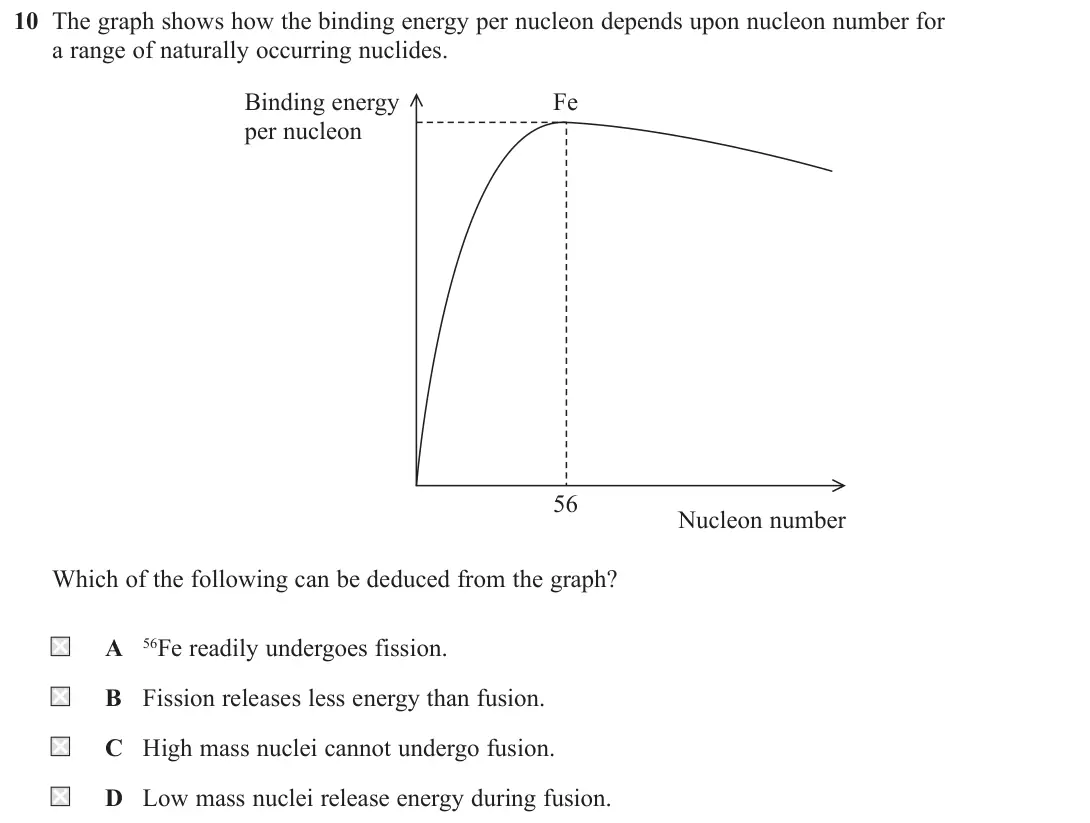 10 The graph shows how the binding energy per nucleon depends upon nucleon number for
a range of naturally occurring nuclides.
Binding energy
per nucleon
Fe
56
Nucleon number
Which of the following can be deduced from the graph?
A ⁵⁶Fe readily undergoes fission.
B Fission releases less energy than fusion.
C High mass nuclei cannot undergo fusion.
D Low mass nuclei release energy during fusion.